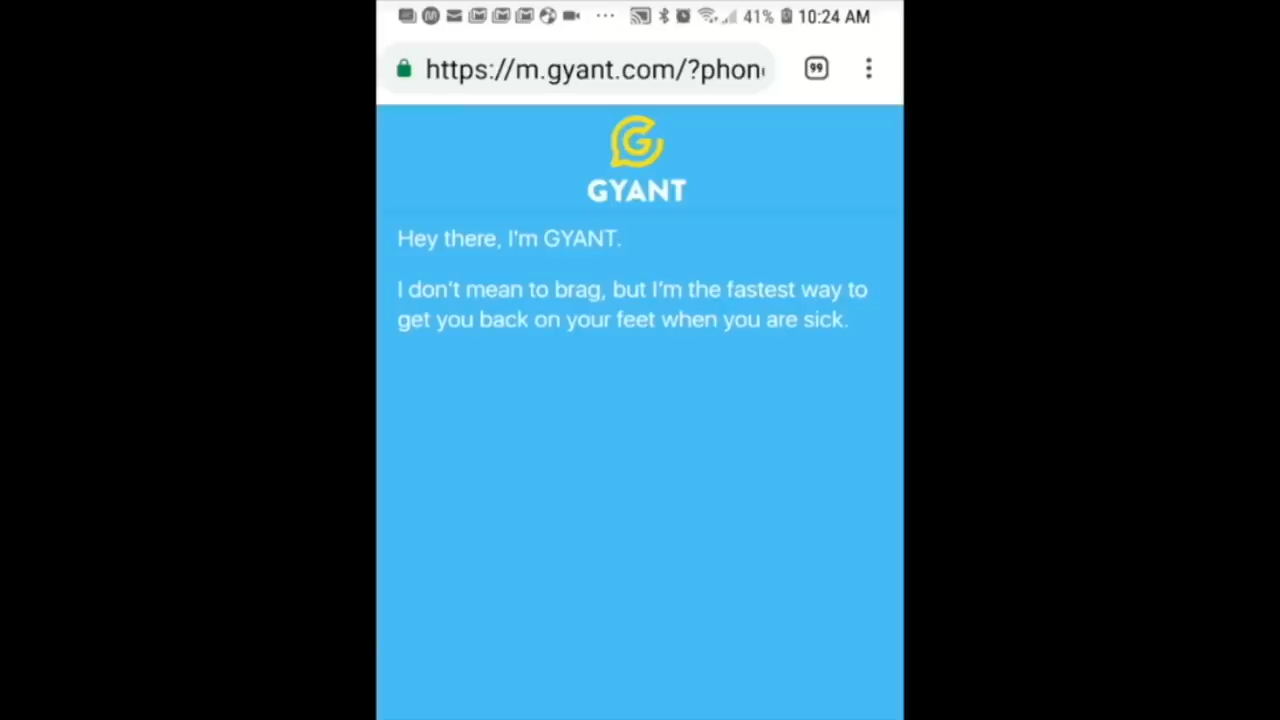 41% 10:24 AM
https://m.gyant.com/?phon
99
G
GYANT
Hey there, I'm GYANT.
I don't mean to brag, but I'm the fastest way to
get you back on your feet when you are sick.